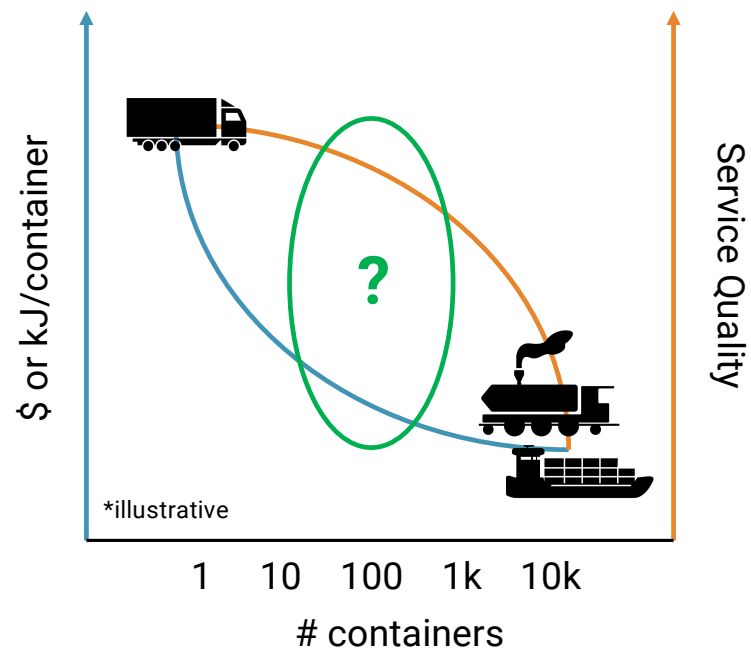 $ or kJ/container
Service Quality
?
*illustrative
1 10 100 1k 10k
# containers